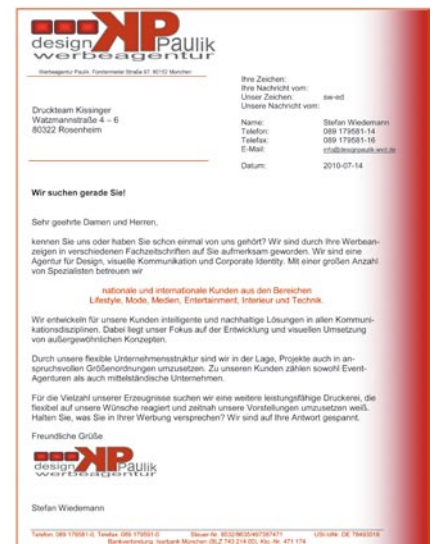 design KP Paulik
werbeagentur
Druckteam Kissinger
Watzmannstraße 4 – 6
80322 Rosenheim
Ihre Zeichen:
Ihre Nachricht vom:
Unser Zeichen: sw-ed
Unsere Nachricht vom:
Name: Stefan Wiedemann
Telefon: 089 179581-14
Telefax: 089 179581-16
E-Mail:
Datum: 2010-07-14
Wir suchen gerade Sie!
Sehr geehrte Damen und Herren,
kennen Sie uns oder haben Sie schon einmal von uns gehört? Wir sind durch Ihre Werbean-
zeigen in verschiedenen Fachzeitschriften auf Sie aufmerksam geworden. Wir sind eine
Agentur für Design, visuelle Kommunikation und Corporate Identity. Mit einer großen Anzahl
von Spezialisten betreuen wir
nationale und internationale Kunden aus den Bereichen
Lifestyle, Mode, Medien, Entertainment, Interieur und Technik.
Wir entwickeln für unsere Kunden intelligente und nachhaltige Lösungen in allen Kommuni-
kationsdisziplinen. Dabei liegt unser Fokus auf der Entwicklung und visuellen Umsetzung
von außergewöhnlichen Konzepten.
Durch unsere flexible Unternehmensstruktur sind wir in der Lage, Projekte auch in an-
spruchsvollen Größenordnungen umzusetzen. Zu unseren Kunden zählen sowohl Event-
Agenturen als auch mittelständische Unternehmen.
Für die Vielzahl unserer Erzeugnisse suchen wir eine weitere leistungsfähige Druckerei, die
flexibel auf unsere Wünsche reagiert und zeitnah unsere Vorstellungen umzusetzen weiß.
Halten Sie, was Sie in Ihrer Werbung versprechen? Wir sind auf Ihre Antwort gespannt.
Freundliche Grüße
design KP Paulik
werbeagentur
Stefan Wiedemann
Telefon: 089 179581-0, Telefax: 089 179581-0